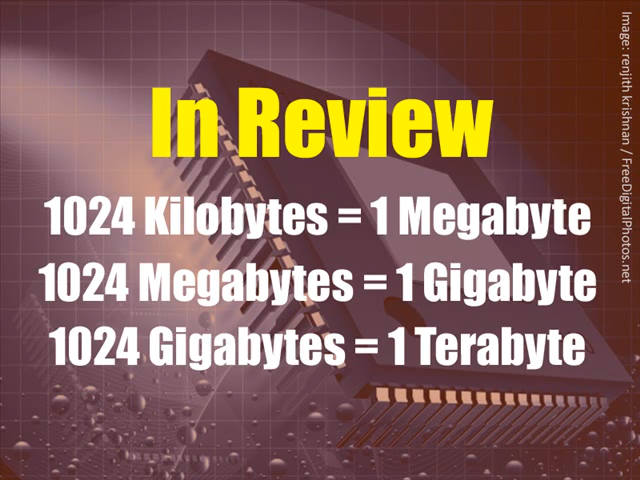 In Review
1024 Kilobytes = 1 Megabyte
1024 Megabytes = 1 Gigabyte
1024 Gigabytes = 1 Terabyte
Image: renjith krishnan / FreeDigitalPhotos.net